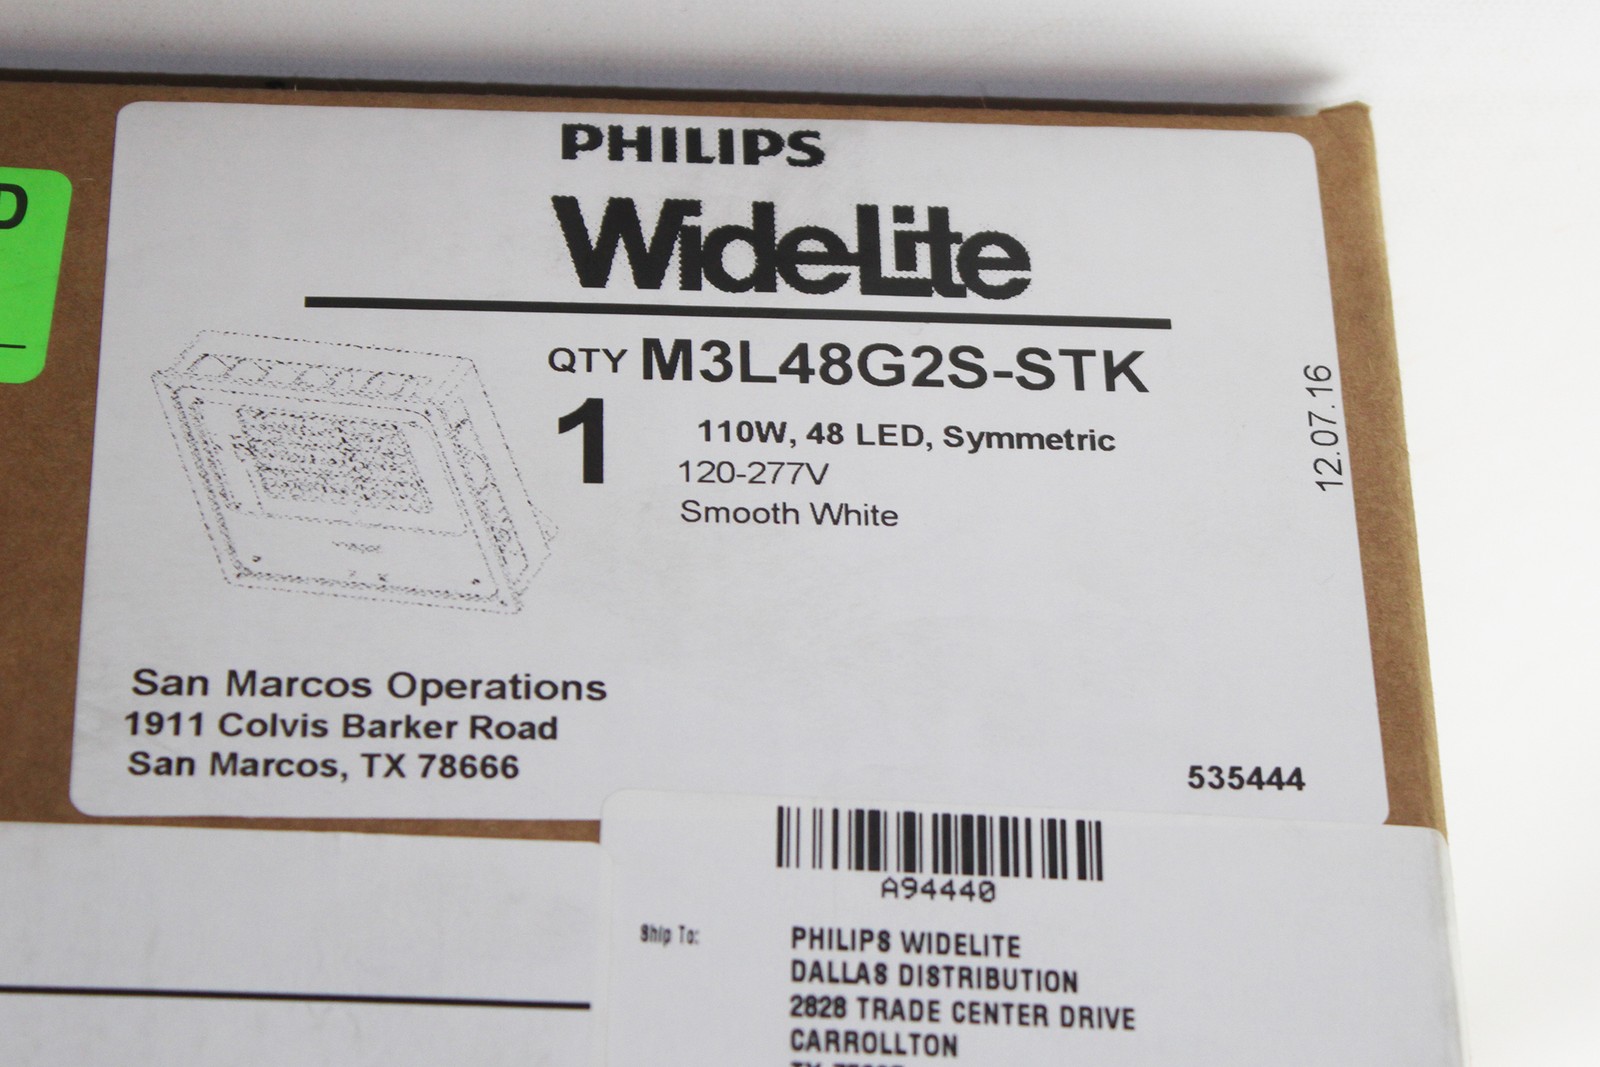 D
PHILIPS
Wide-Lite
QTY M3L48G2S-STK
1
110W, 48 LED, Symmetric
120-277V
Smooth White
12.07.16
San Marcos Operations
1911 Colvis Barker Road
San Marcos, TX 78666
535444
A94440
Ship To:
PHILIPS WIDELITE
DALLAS DISTRIBUTION
2828 TRADE CENTER DRIVE
CARROLLTON